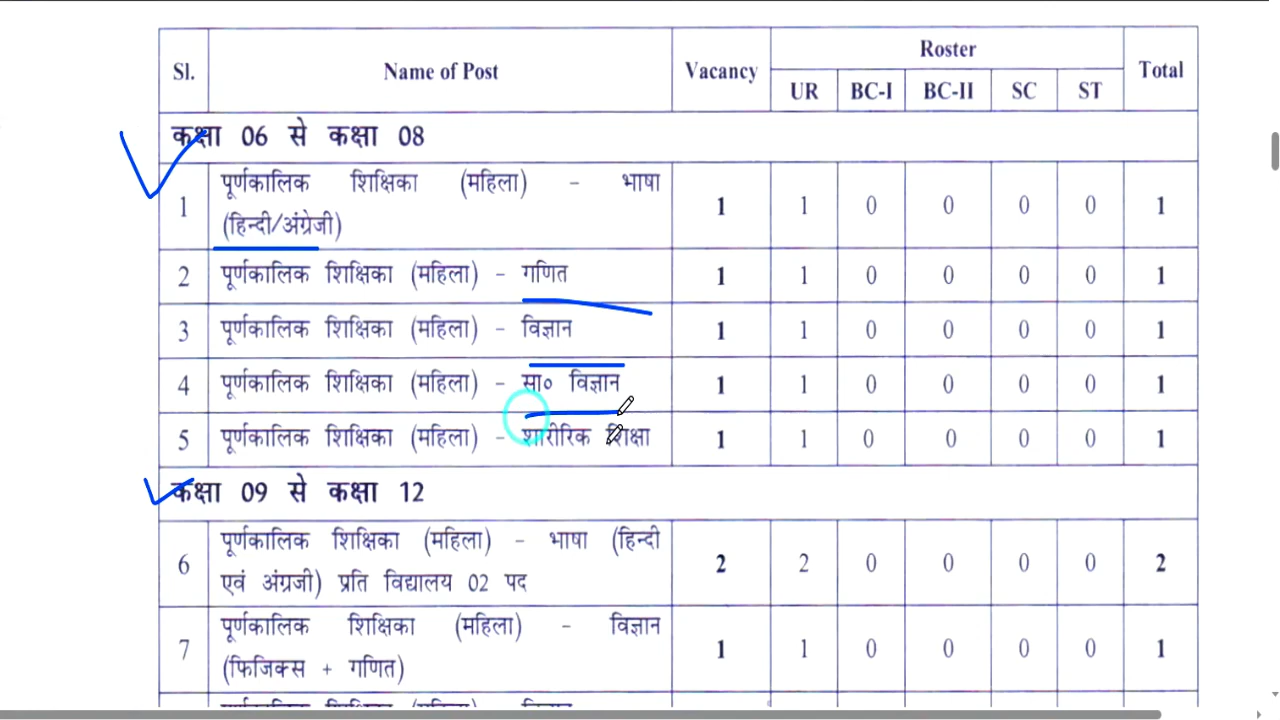 Sl. Name of Post Vacancy Roster Total
UR BC-I BC-II SC ST
कक्षा 06 से कक्षा 08
1 पूर्णकालिक शिक्षिका (महिला) - भाषा
(हिन्दी/अंग्रेजी) 1 1 0 0 0 0 1
2 पूर्णकालिक शिक्षिका (महिला) - गणित 1 1 0 0 0 0 1
3 पूर्णकालिक शिक्षिका (महिला) - विज्ञान 1 1 0 0 0 0 1
4 पूर्णकालिक शिक्षिका (महिला) - सा० विज्ञान 1 1 0 0 0 0 1
5 पूर्णकालिक शिक्षिका (महिला) - शारीरिक शिक्षा 1 1 0 0 0 0 1
कक्षा 09 से कक्षा 12
6 पूर्णकालिक शिक्षिका (महिला) - भाषा (हिन्दी
एवं अंग्रजी) प्रति विद्यालय 02 पद 2 2 0 0 0 0 2
7 पूर्णकालिक शिक्षिका (महिला) - विज्ञान
(फिजिक्स + गणित) 1 1 0 0 0 0 1